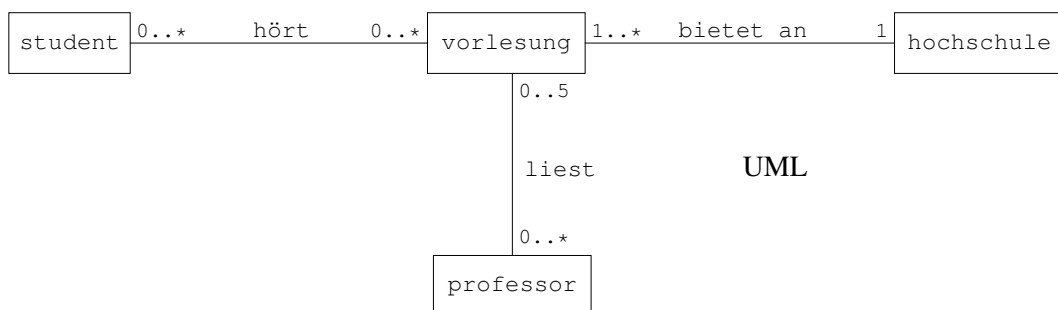 0..* hört 0..* 1..* bietet an 1
student vorlesung hochschule
0..5
liest UML
0..*
professor